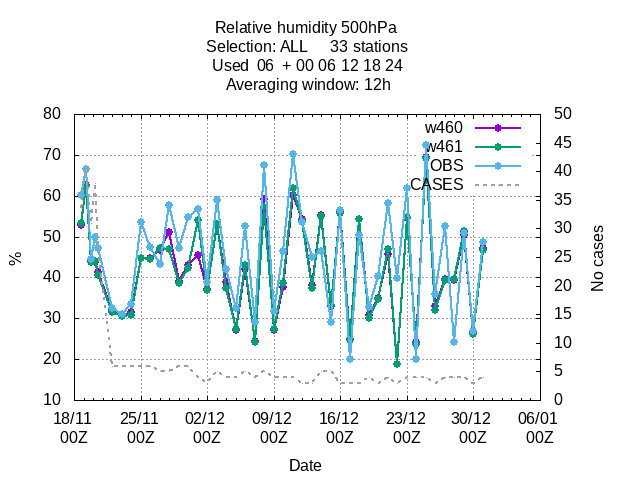 Relative humidity 500hPa
Selection: ALL     33 stations
Used  06  + 00 06 12 18 24
Averaging window: 12h
80
70
60
50
40
30
20
10
%
50
45
40
35
30
25
20
15
10
5
0
No cases
w460
w461
OBS
CASES
18/11 25/11 02/12 09/12 16/12 23/12 30/12 06/01
00Z 00Z 00Z 00Z 00Z 00Z 00Z 00Z
Date